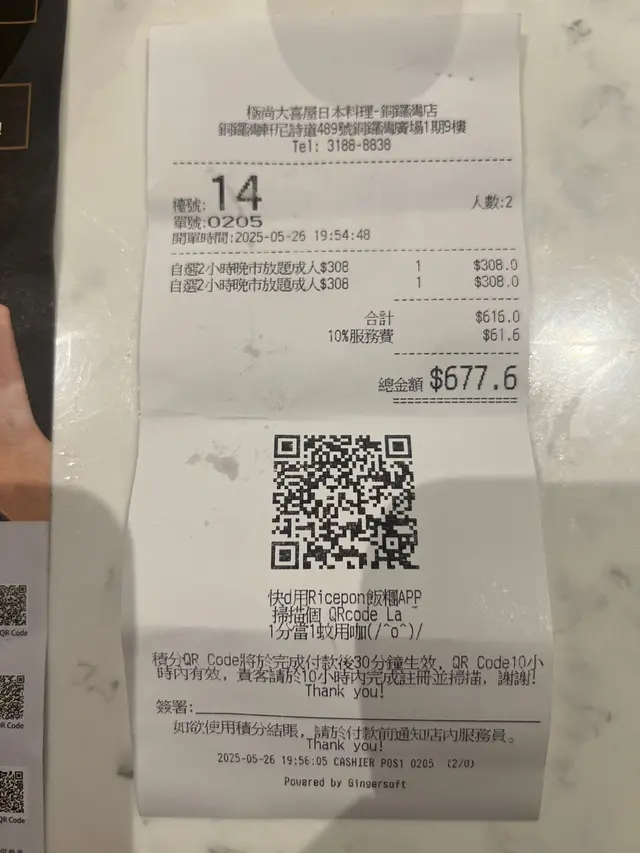 極尚大喜屋日本料理-銅鑼灣店
銅鑼灣軒尼詩道489號銅鑼灣廣場1期9樓
Tel: 3188-8838
檯號: 14
人數:2
單號:0205
開單時間:2025-05-26 19:54:48
自選2小時晚市放題成人$308 1 $308.0
自選2小時晚市放題成人$308 1 $308.0
合計 $616.0
10%服務費 $61.6
總金額 $677.6
快d用Ricepon飯糰APP
掃描個 QRcode La
1分當1蚊用咖(/^o^)/
積分QR Code將於完成付款後30分鐘生效, QR Code10小
時內有效, 貴客請於10小時內完成註冊並掃描, 謝謝!
Thank you!
簽署:
如欲使用積分結賬, 請於付款前通知店內服務員。
Thank you!
2025-05-26 19:56:05 CASHIER POS1 0205 (2/0)
Powered by Gingersoft
QR Code
QR Code
QR Code